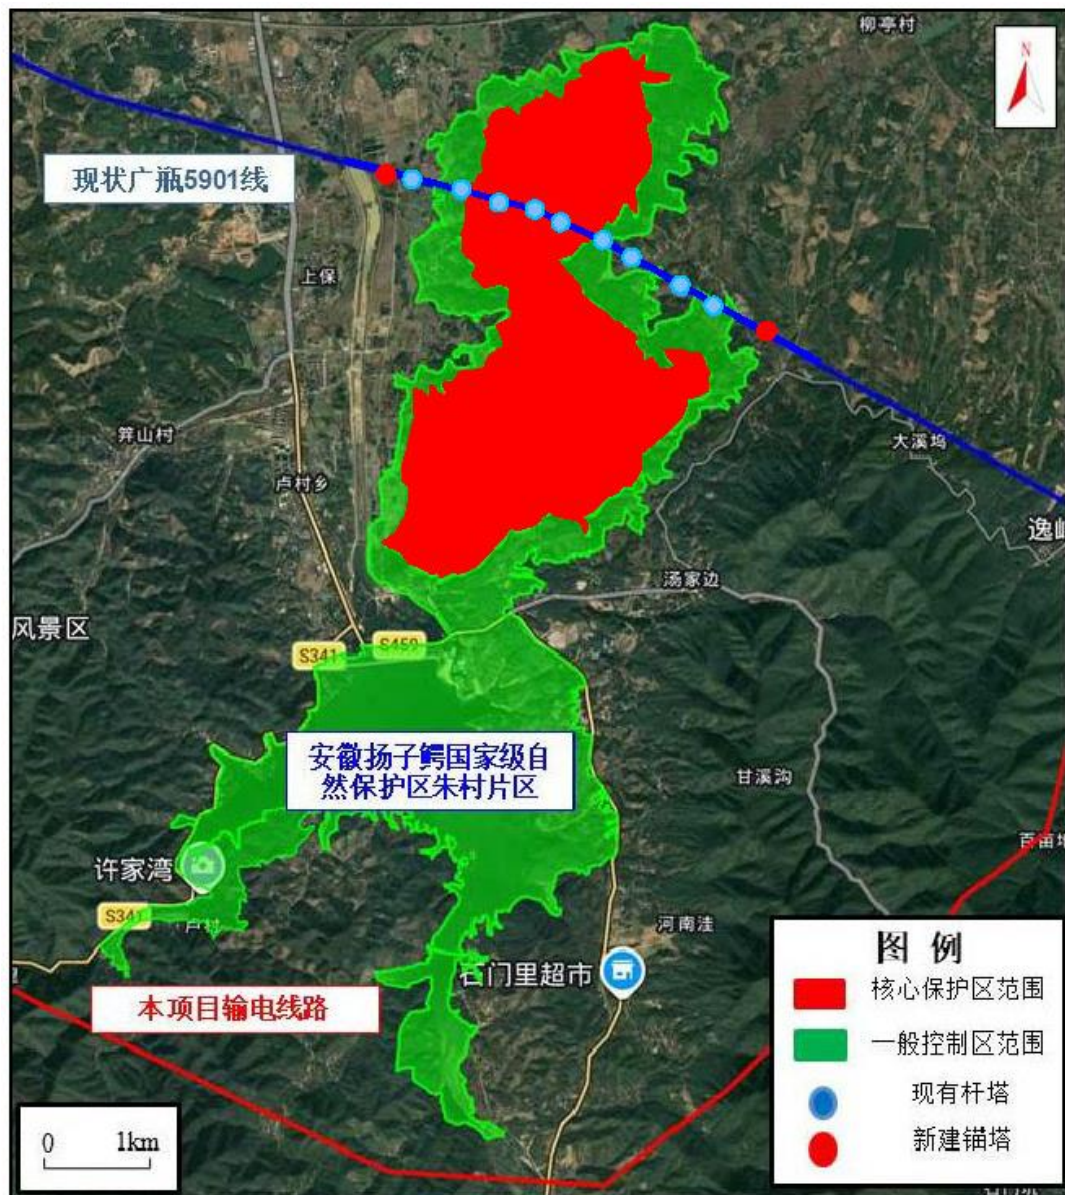 柳亭村
N
现状广瓶5901线
上保
笄山村
大溪坞
卢村乡
汤家边
风景区
S341
S459
安徽扬子鳄国家级自
然保护区朱村片区
甘溪沟
许家湾
S341
卢村
河南洼
石门里超市
本项目输电线路
图 例
核心保护区范围
一般控制区范围
现有杆塔
新建锚塔
0 1km